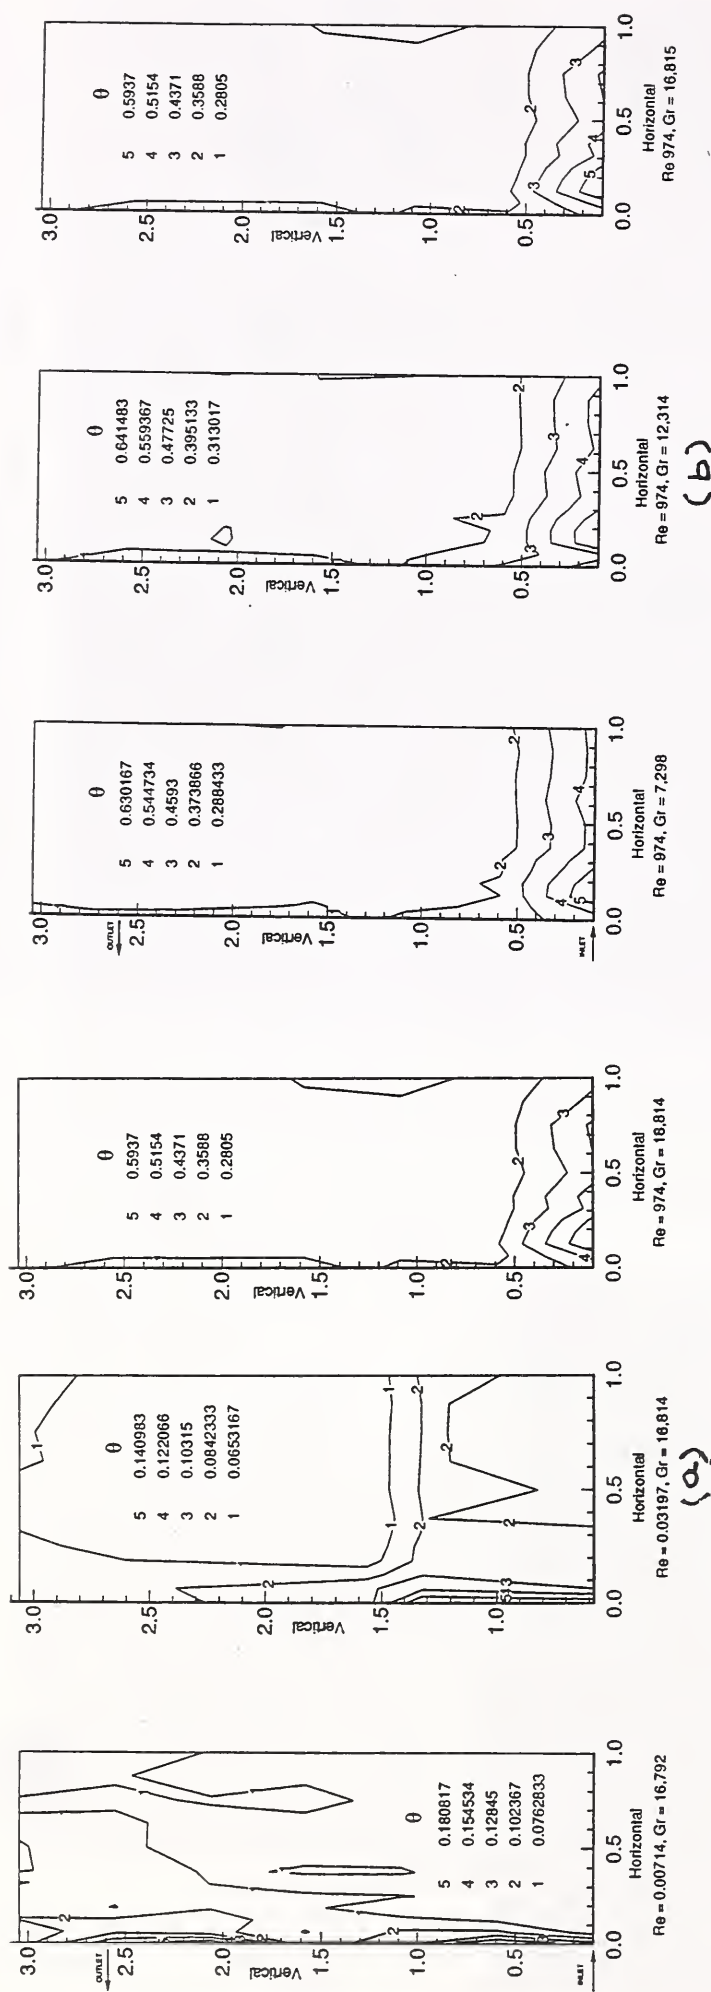 3.0
2.5
2.0
1.5
1.0
0.5
OUTLET
INLET
Vertical
θ
5 0.180817
4 0.154534
3 0.12845
2 0.102367
1 0.0762833
0.0 0.5 1.0
Horizontal
Re = 0.00714, Gr = 16,792
3.0
2.5
2.0
1.5
1.0
Vertical
θ
5 0.140983
4 0.122066
3 0.10315
2 0.0842333
1 0.0653167
0.0 0.5 1.0
Horizontal
Re = 0.03197, Gr = 16,814
(a)
3.0
2.5
2.0
1.5
1.0
0.5
Vertical
θ
5 0.5937
4 0.5154
3 0.4371
2 0.3588
1 0.2805
0.0 0.5 1.0
Horizontal
Re = 974, Gr = 18,814
3.0
2.5
2.0
1.5
1.0
0.5
OUTLET
INLET
Vertical
θ
5 0.630167
4 0.544734
3 0.4593
2 0.373866
1 0.288433
0.0 0.5 1.0
Horizontal
Re = 974, Gr = 7,298
3.0
2.5
2.0
1.5
1.0
0.5
Vertical
θ
5 0.641483
4 0.559367
3 0.47725
2 0.395133
1 0.313017
0.0 0.5 1.0
Horizontal
Re = 974, Gr = 12,314
(b)
3.0
2.5
2.0
1.5
1.0
0.5
Vertical
θ
5 0.5937
4 0.5154
3 0.4371
2 0.3588
1 0.2805
0.0 0.5 1.0
Horizontal
Re 974, Gr = 16,815